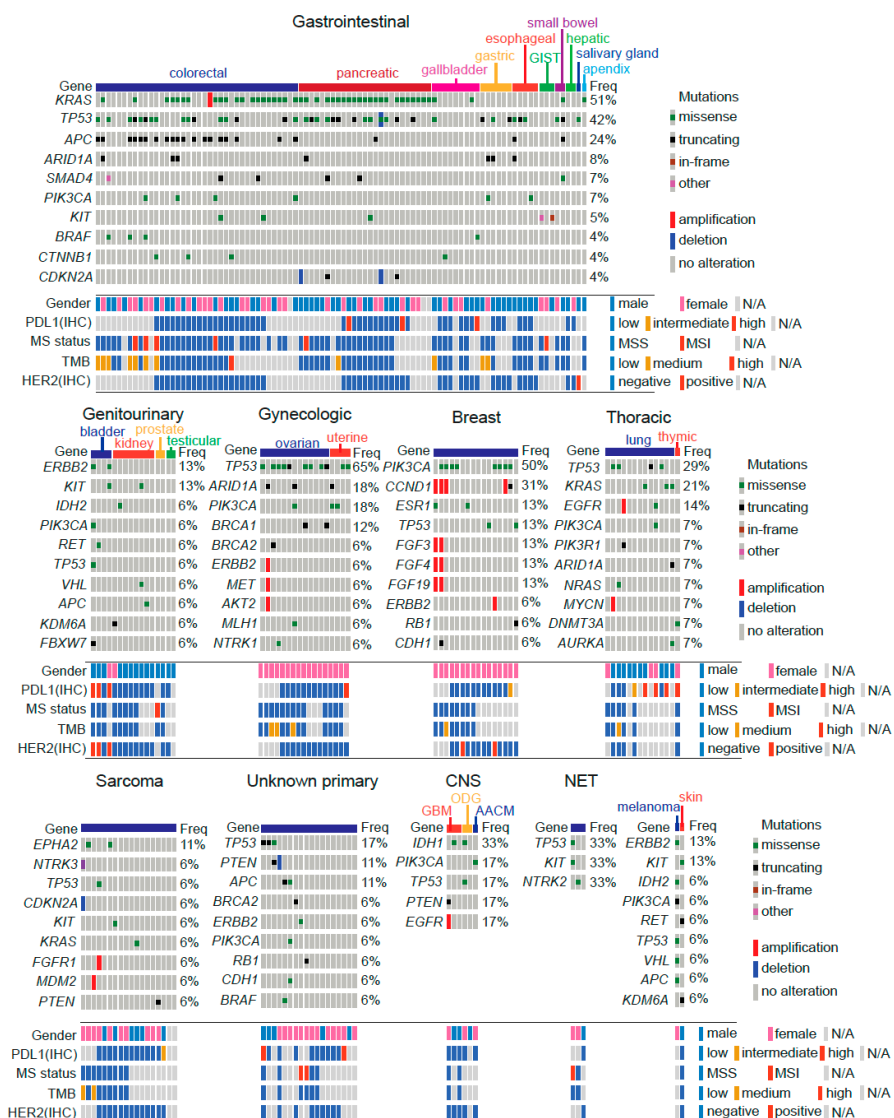 Gastrointestinal
small bowel
esophageal hepatic
gastric GIST salivary gland
colorectal pancreatic gallbladder apendix
Gene Freq
KRAS 51%
TP53 42%
APC 24%
ARID1A 8%
SMAD4 7%
PIK3CA 7%
KIT 5%
BRAF 4%
CTNNB1 4%
CDKN2A 4%
Mutations
missense
truncating
in-frame
other
amplification
deletion
no alteration
Gender male female N/A
PDL1(IHC) low intermediate high N/A
MS status MSS MSI N/A
TMB low medium high N/A
HER2(IHC) negative positive N/A
Genitourinary
bladder prostate
kidney testicular
Gene Freq
ERBB2 13%
KIT 13%
IDH2 6%
PIK3CA 6%
RET 6%
TP53 6%
VHL 6%
APC 6%
KDM6A 6%
FBXW7 6%
Gynecologic
ovarian uterine
Gene Freq
TP53 65%
ARID1A 18%
PIK3CA 18%
BRCA1 12%
BRCA2 6%
ERBB2 6%
MET 6%
AKT2 6%
MLH1 6%
NTRK1 6%
Breast
Gene Freq
PIK3CA 50%
CCND1 31%
ESR1 13%
TP53 13%
FGF3 13%
FGF4 13%
FGF19 13%
ERBB2 6%
RB1 6%
CDH1 6%
Thoracic
lung thymic
Gene Freq
TP53 29%
KRAS 21%
EGFR 14%
PIK3CA 7%
PIK3R1 7%
ARID1A 7%
NRAS 7%
MYCN 7%
DNMT3A 7%
AURKA 7%
Mutations
missense
truncating
in-frame
other
amplification
deletion
no alteration
Gender male female N/A
PDL1(IHC) low intermediate high N/A
MS status MSS MSI N/A
TMB low medium high N/A
HER2(IHC) negative positive N/A
Sarcoma
Gene Freq
EPHA2 11%
NTRK3 6%
TP53 6%
CDKN2A 6%
KIT 6%
KRAS 6%
FGFR1 6%
MDM2 6%
PTEN 6%
Unknown primary
Gene Freq
TP53 17%
PTEN 11%
APC 11%
BRCA2 6%
ERBB2 6%
PIK3CA 6%
RB1 6%
CDH1 6%
BRAF 6%
CNS
ODG
GBM AACM
Gene Freq
IDH1 33%
PIK3CA 17%
TP53 17%
PTEN 17%
EGFR 17%
NET
Gene Freq
TP53 33%
KIT 33%
NTRK2 33%
skin
melanoma
Gene Freq
ERBB2 13%
KIT 13%
IDH2 6%
PIK3CA 6%
RET 6%
TP53 6%
VHL 6%
APC 6%
KDM6A 6%
Mutations
missense
truncating
in-frame
other
amplification
deletion
no alteration
Gender male female N/A
PDL1(IHC) low intermediate high N/A
MS status MSS MSI N/A
TMB low medium high N/A
HER2(IHC) negative positive N/A